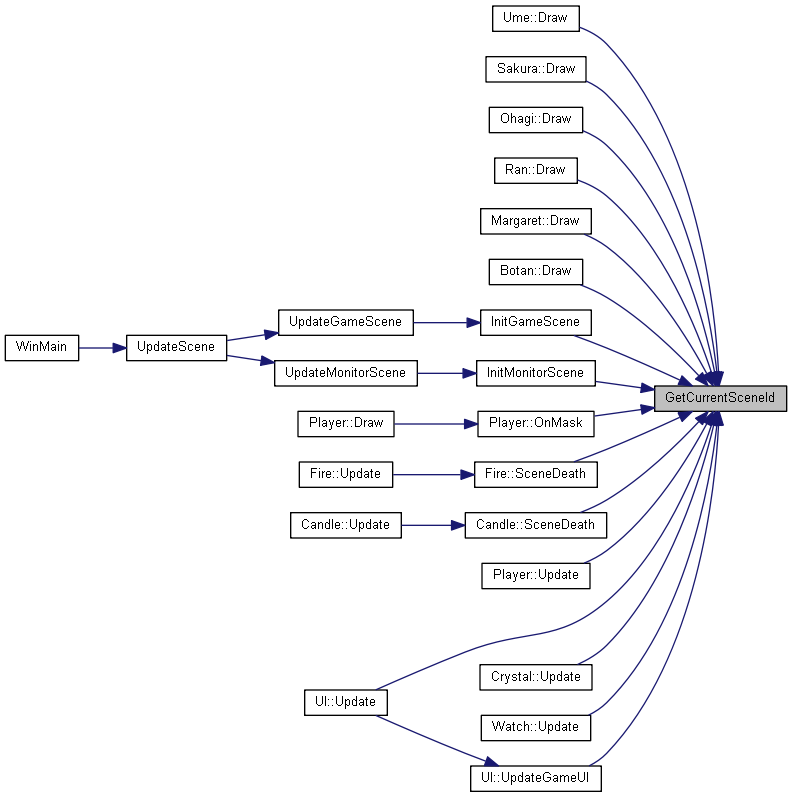 Ume::Draw
Sakura::Draw
Ohagi::Draw
Ran::Draw
Margaret::Draw
Botan::Draw
WinMain
UpdateScene
UpdateGameScene
InitGameScene
UpdateMonitorScene
InitMonitorScene
GetCurrentSceneId
Player::Draw
Player::OnMask
Fire::Update
Fire::SceneDeath
Candle::Update
Candle::SceneDeath
Player::Update
Crystal::Update
UI::Update
Watch::Update
UI::UpdateGameUI